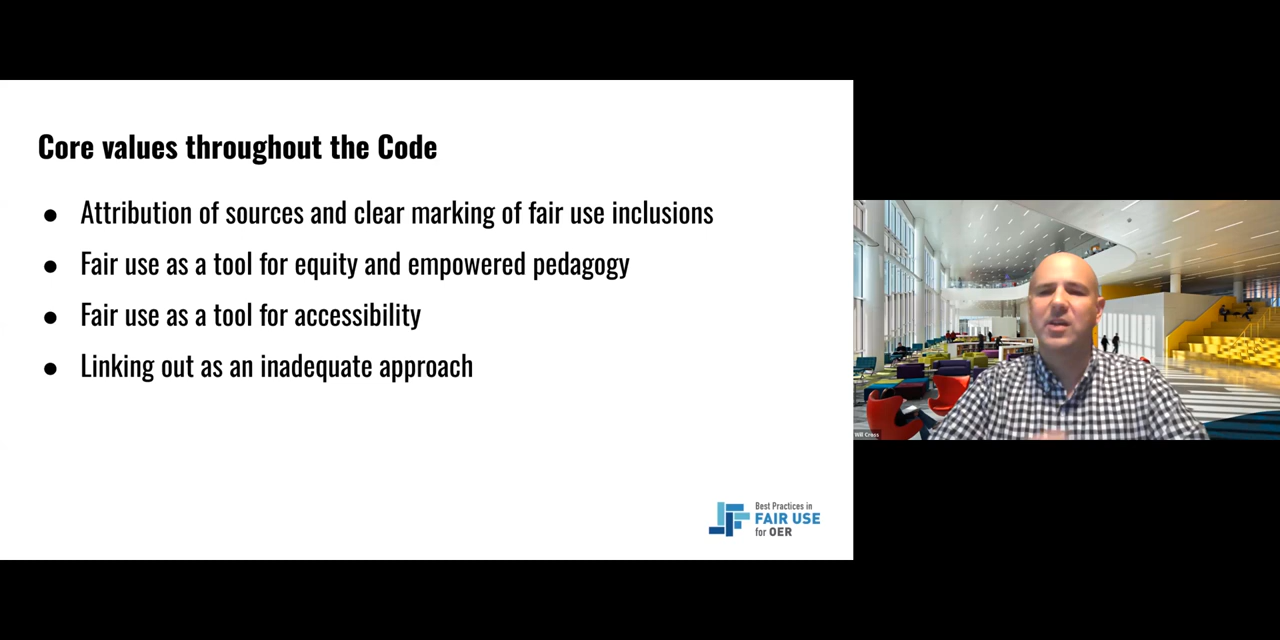 Core values throughout the Code
● Attribution of sources and clear marking of fair use inclusions
● Fair use as a tool for equity and empowered pedagogy
● Fair use as a tool for accessibility
● Linking out as an inadequate approach
Best Practices in
FAIR USE
for OER
Will Cross